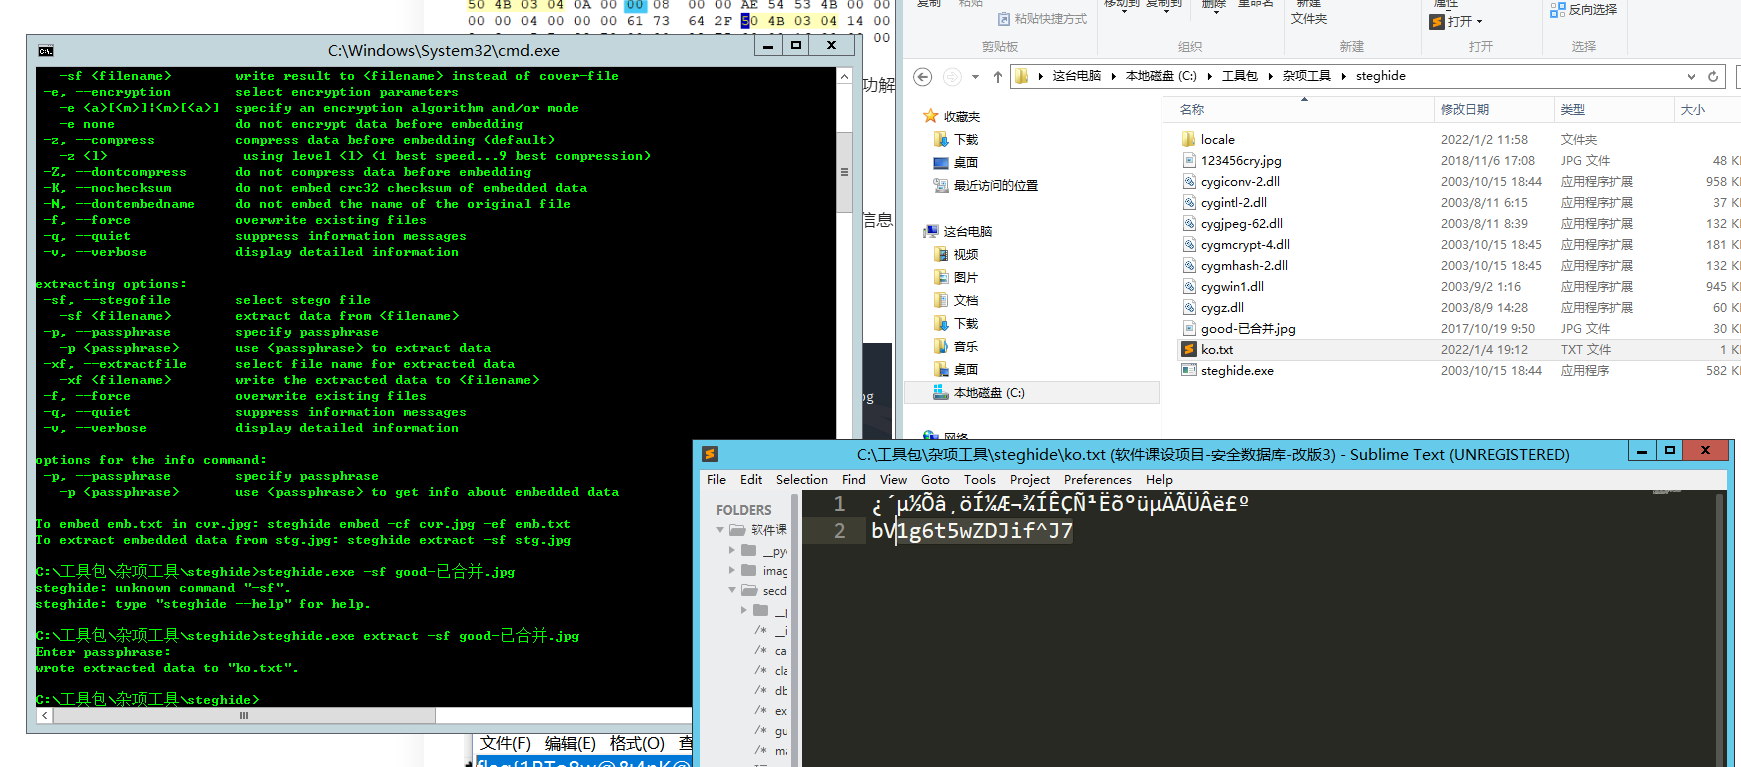 50 4B 03 04 0A 00 00 08 00 00 AE 54 53 4B 00 00
00 00 04 00 00 00 61 73 64 2F 50 4B 03 04 14 00
C:\Windows\System32\cmd.exe
-sf <filename> write result to <filename> instead of cover-file
-e, --encryption select encryption parameters
-e <a>[<m>]|<m>[<a>] specify an encryption algorithm and/or mode
-e none do not encrypt data before embedding
-z, --compress compress data before embedding (default)
-z <l> using level <l> (1 best speed...9 best compression)
-Z, --dontcompress do not compress data before embedding
-K, --nochecksum do not embed crc32 checksum of embedded data
-N, --dontembedname do not embed the name of the original file
-f, --force overwrite existing files
-q, --quiet suppress information messages
-v, --verbose display detailed information
extracting options:
-sf, --stegofile select stego file
-sf <filename> extract data from <filename>
-p, --passphrase specify passphrase
-p <passphrase> use <passphrase> to extract data
-xf, --extractfile select file name for extracted data
-xf <filename> write the extracted data to <filename>
-f, --force overwrite existing files
-q, --quiet suppress information messages
-v, --verbose display detailed information
options for the info command:
-p, --passphrase specify passphrase
-p <passphrase> use <passphrase> to get info about embedded data
To embed emb.txt in cvr.jpg: steghide embed -cf cvr.jpg -ef emb.txt
To extract embedded data from stg.jpg: steghide extract -sf stg.jpg
C:\工具包\杂项工具\steghide>steghide.exe -sf good-已合并.jpg
steghide: unknown command "-sf".
steghide: type "steghide --help" for help.
C:\工具包\杂项工具\steghide>steghide.exe extract -sf good-已合并.jpg
Enter passphrase:
wrote extracted data to "ko.txt".
C:\工具包\杂项工具\steghide>
功解
信息
文件(F) 编辑(E) 格式(O) 查
复制 粘贴 移动到 复制到 删除 重命名 新建 属性
粘贴快捷方式 文件夹 打开 反向选择
剪贴板 组织 新建 打开 选择
这台电脑 本地磁盘 (C:) 工具包 杂项工具 steghide
收藏夹
下载
桌面
最近访问的位置
这台电脑
视频
图片
文档
下载
音乐
桌面
本地磁盘 (C:)
网络
名称 修改日期 类型 大小
locale 2022/1/2 11:58 文件夹
123456cry.jpg 2018/11/6 17:08 JPG 文件 48
cygiconv-2.dll 2003/10/15 18:44 应用程序扩展 958
cygintl-2.dll 2003/8/11 6:15 应用程序扩展 37
cygjpeg-62.dll 2003/8/11 8:39 应用程序扩展 132
cygmcrypt-4.dll 2003/10/15 18:45 应用程序扩展 181
cygmhash-2.dll 2003/10/15 18:45 应用程序扩展 132
cygwin1.dll 2003/9/2 1:16 应用程序扩展 945
cygz.dll 2003/8/9 14:28 应用程序扩展 60
good-已合并.jpg 2017/10/19 9:50 JPG 文件 30
ko.txt 2022/1/4 19:12 TXT 文件 1
steghide.exe 2003/10/15 18:44 应用程序 582
C:\工具包\杂项工具\steghide\ko.txt (软件课设项目-安全数据库-改版3) - Sublime Text (UNREGISTERED)
File Edit Selection Find View Goto Tools Project Preferences Help
FOLDERS
软件课
__py
imag
secd
/* __i
/* ca
/* cla
/* db
/* ex
/* gu
/* ma
1 ¿´µ½Õâ¸öÍ¼Æ¬¾ÍÊÇÑ¹Ëõ°üµÄÃÜÂë£º
2 bV1g6t5wZDJif^J7